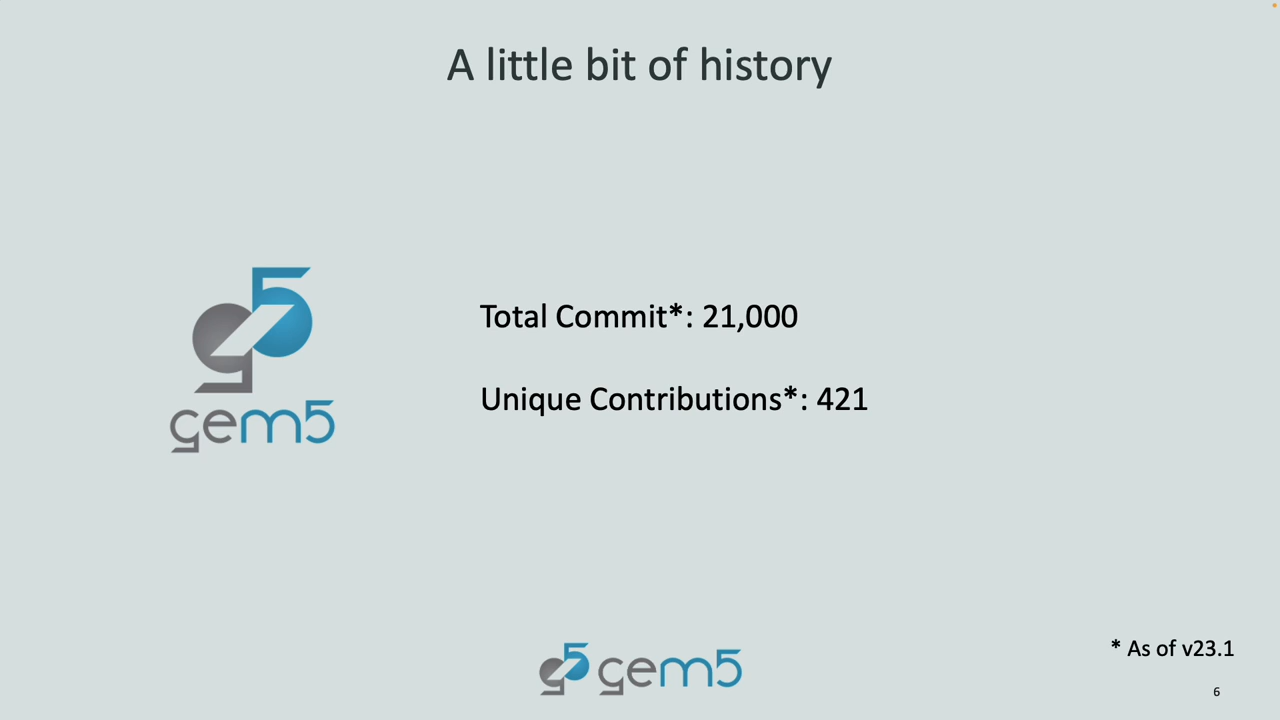 A little bit of history
gem5
Total Commit*: 21,000
Unique Contributions*: 421
* As of v23.1
gem5
6